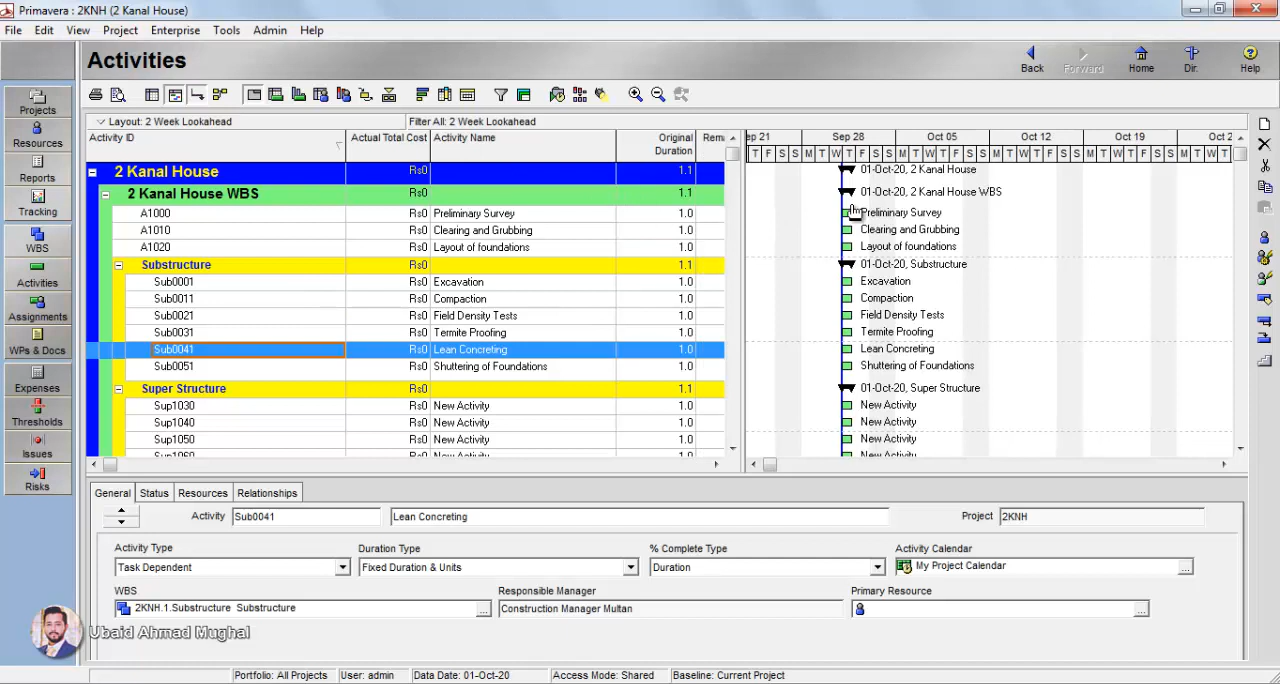 Primavera : 2KNH (2 Kanal House)
File Edit View Project Enterprise Tools Admin Help
Activities
Back Forward Home Dir. Help
Projects
Resources
Reports
Tracking
WBS
Activities
Assignments
WPs & Docs
Expenses
Thresholds
Issues
Risks
Layout: 2 Week Lookahead Filter All: 2 Week Lookahead
Activity ID Actual Total Cost Activity Name Original Duration Rema
ep 21 Sep 28 Oct 05 Oct 12 Oct 19 Oct 2
T F S S M T W T F S S M T W T F S S M T W T F S S M T W T F S S M T W T
2 Kanal House Rs0 1.1 01-Oct-20, 2 Kanal House
2 Kanal House WBS Rs0 1.1 01-Oct-20, 2 Kanal House WBS
A1000 Rs0 Preliminary Survey 1.0 Preliminary Survey
A1010 Rs0 Clearing and Grubbing 1.0 Clearing and Grubbing
A1020 Rs0 Layout of foundations 1.0 Layout of foundations
Substructure Rs0 1.1 01-Oct-20, Substructure
Sub0001 Rs0 Excavation 1.0 Excavation
Sub0011 Rs0 Compaction 1.0 Compaction
Sub0021 Rs0 Field Density Tests 1.0 Field Density Tests
Sub0031 Rs0 Termite Proofing 1.0 Termite Proofing
Sub0041 Rs0 Lean Concreting 1.0 Lean Concreting
Sub0051 Rs0 Shuttering of Foundations 1.0 Shuttering of Foundations
Super Structure Rs0 1.1 01-Oct-20, Super Structure
Sup1030 Rs0 New Activity 1.0 New Activity
Sup1040 Rs0 New Activity 1.0 New Activity
Sup1050 Rs0 New Activity 1.0 New Activity
Sup1060 Rs0 New Activity 1.0 New Activity
General Status Resources Relationships
Activity Sub0041 Lean Concreting Project 2KNH
Activity Type Duration Type % Complete Type Activity Calendar
Task Dependent Fixed Duration & Units Duration My Project Calendar
WBS Responsible Manager Primary Resource
2KNH.1.Substructure Substructure Construction Manager Multan
Ubaid Ahmad Mughal
Portfolio: All Projects User: admin Data Date: 01-Oct-20 Access Mode: Shared Baseline: Current Project